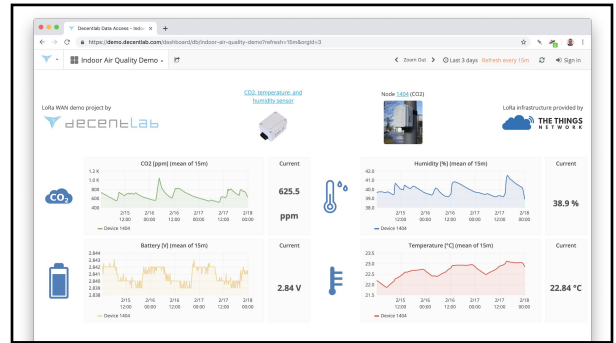 Decentlab Data Access - Indoor
https://demo.decentlab.com/dashboard/db/indoor-air-quality-demo?refresh=15m&orgId=3
Indoor Air Quality Demo
Zoom Out
Last 3 days Refresh every 15m
Sign in
LoRa WAN demo project by
decentlab
CO2, temperature, and
humidity sensor
Node 1404 (CO2)
LoRa infrastructure provided by
THE THINGS
NETWORK
CO2 [ppm] (mean of 15m)
1.2 K
1.0 K
800
600
400
2/15 2/16 2/16 2/17 2/17 2/18
12:00 00:00 12:00 00:00 12:00 00:00
Device 1404
CO2
Current
625.5
ppm
Humidity [%] (mean of 15m)
42.0
41.0
40.0
39.0
38.0
2/15 2/16 2/16 2/17 2/17 2/18
12:00 00:00 12:00 00:00 12:00 00:00
Device 1404
Current
38.9 %
Battery [V] (mean of 15m)
2.844
2.843
2.842
2.841
2.840
2.839
2.838
2/15 2/16 2/16 2/17 2/17 2/18
12:00 00:00 12:00 00:00 12:00 00:00
Device 1404
Current
2.84 V
Temperature [°C] (mean of 15m)
23.5
23.0
22.5
22.0
21.5
2/15 2/16 2/16 2/17 2/17 2/18
12:00 00:00 12:00 00:00 12:00 00:00
Device 1404
Current
22.84 °C